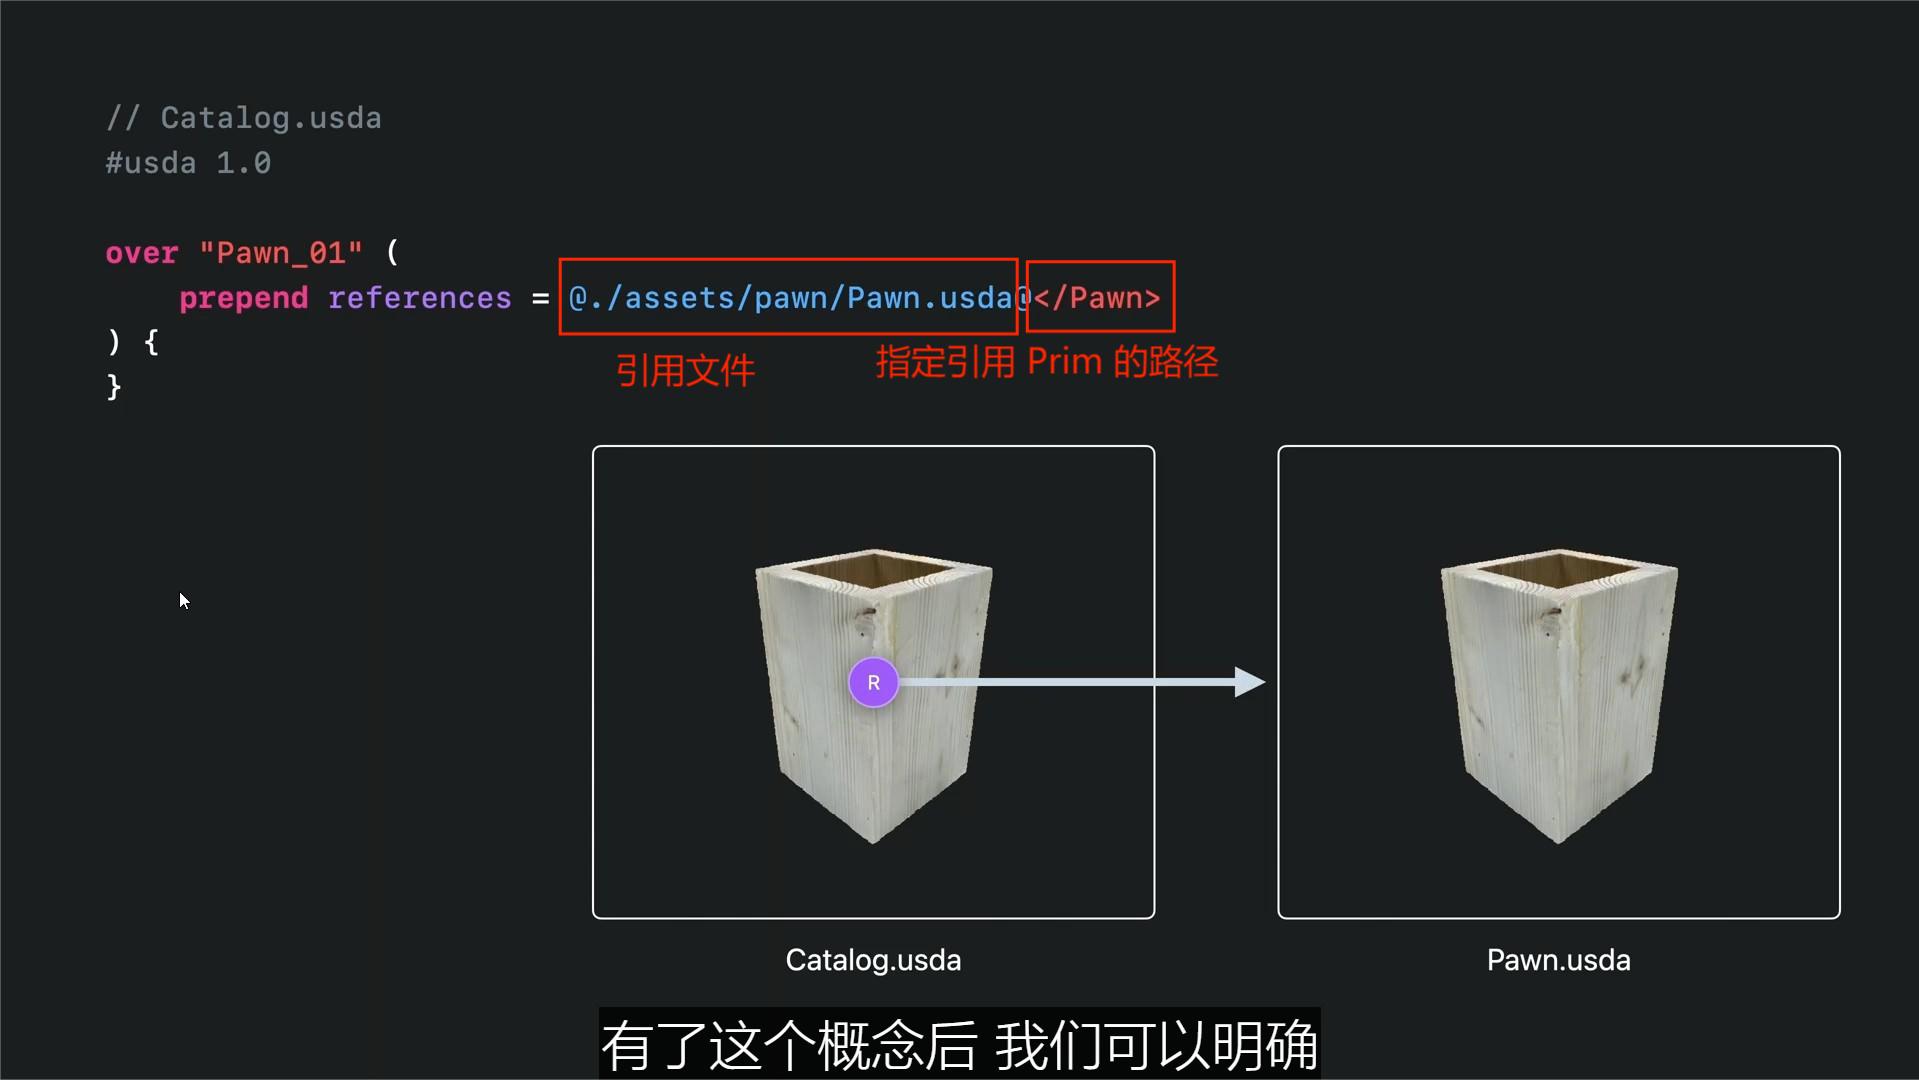 // Catalog.usda
#usda 1.0
over "Pawn_01" (
    prepend references = @./assets/pawn/Pawn.usda@</Pawn>
) {
}
引用文件
指定引用 Prim 的路径
R
Catalog.usda
Pawn.usda
有了这个概念后 我们可以明确